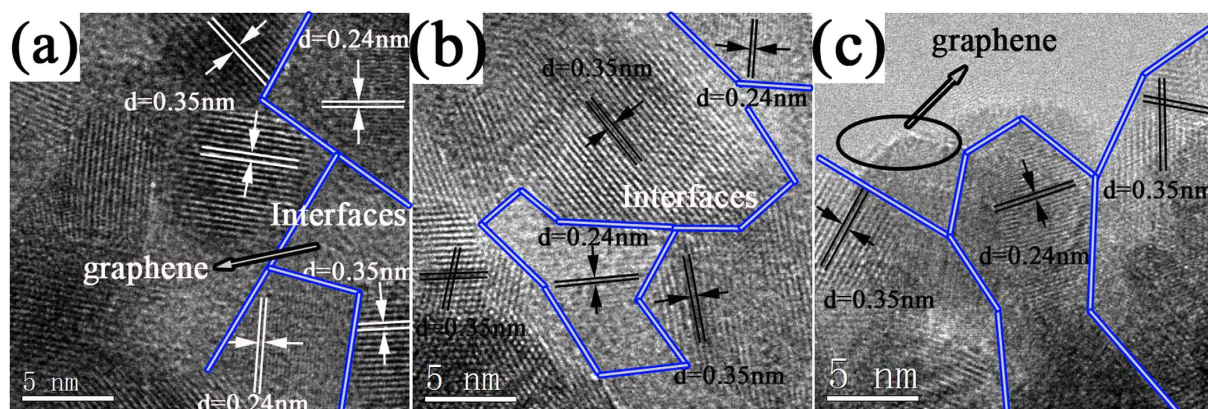 (a)
d=0.24nm
d=0.35nm
Interfaces
graphene
d=0.35nm
d=0.24nm
5 nm
(b)
d=0.35nm
d=0.24nm
Interfaces
d=0.24nm
d=0.35nm
d=0.35nm
5 nm
(c)
graphene
d=0.35nm
d=0.24nm
d=0.35nm
5 nm